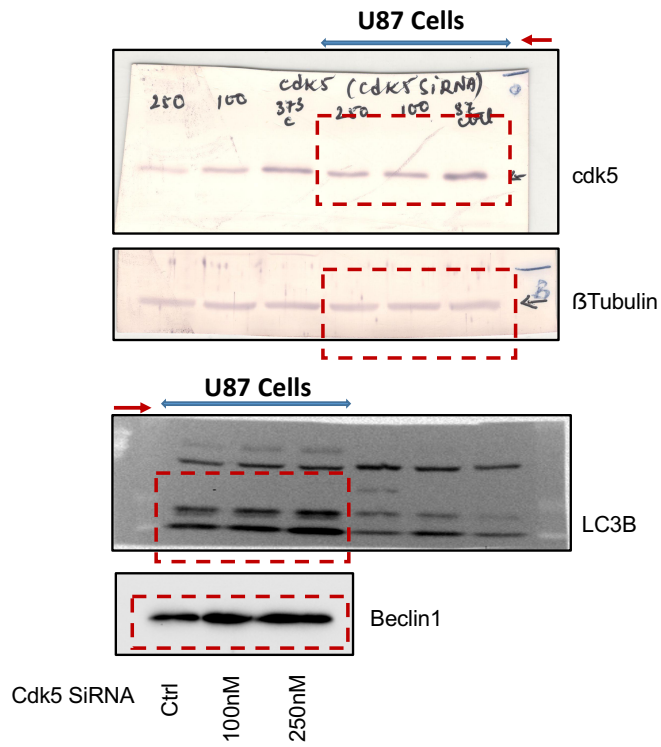 U87 Cells
cdk5 (Cdk5 SiRNA)
250 100 373 250 100 37
C Ctrl
cdk5
ßTubulin
B
U87 Cells
LC3B
Beclin1
Cdk5 SiRNA Ctrl 100nM 250nM